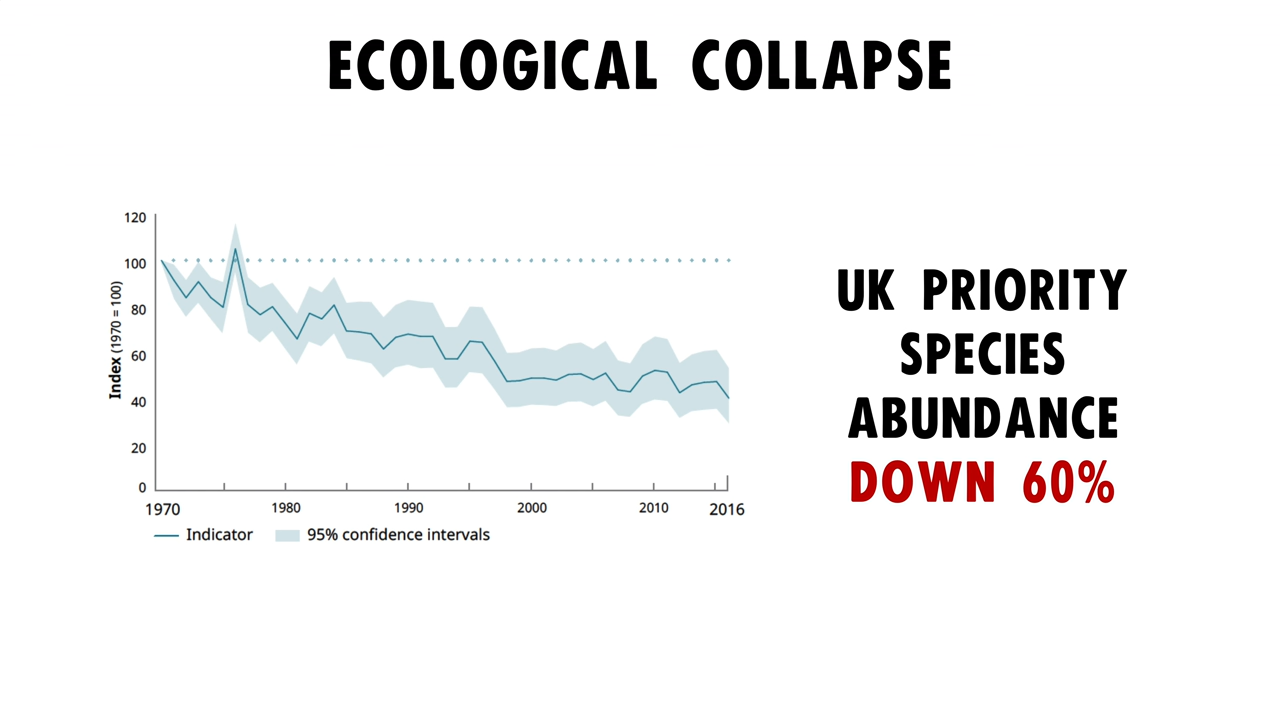 ECOLOGICAL COLLAPSE
120
100
80
60
40
20
0
Index (1970 = 100)
1970
1980
1990
2000
2010
2016
Indicator
95% confidence intervals
UK PRIORITY
SPECIES
ABUNDANCE
DOWN 60%